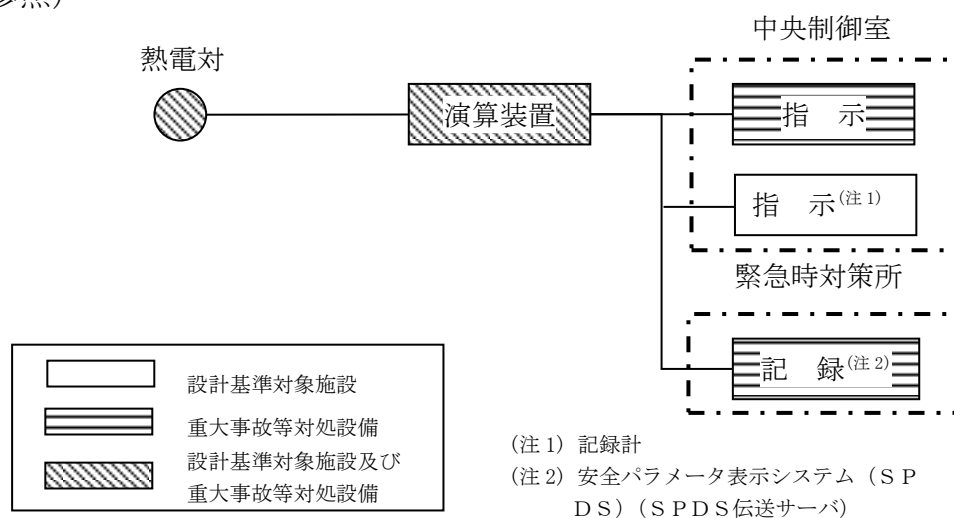 参照）
中央制御室
熱電対
演算装置
指　示
指　示(注1)
緊急時対策所
記　録(注2)
設計基準対象施設
重大事故等対処設備
設計基準対象施設及び
重大事故等対処設備
(注1) 記録計
(注2) 安全パラメータ表示システム（ＳＰ
ＤＳ）（ＳＰＤＳ伝送サーバ）